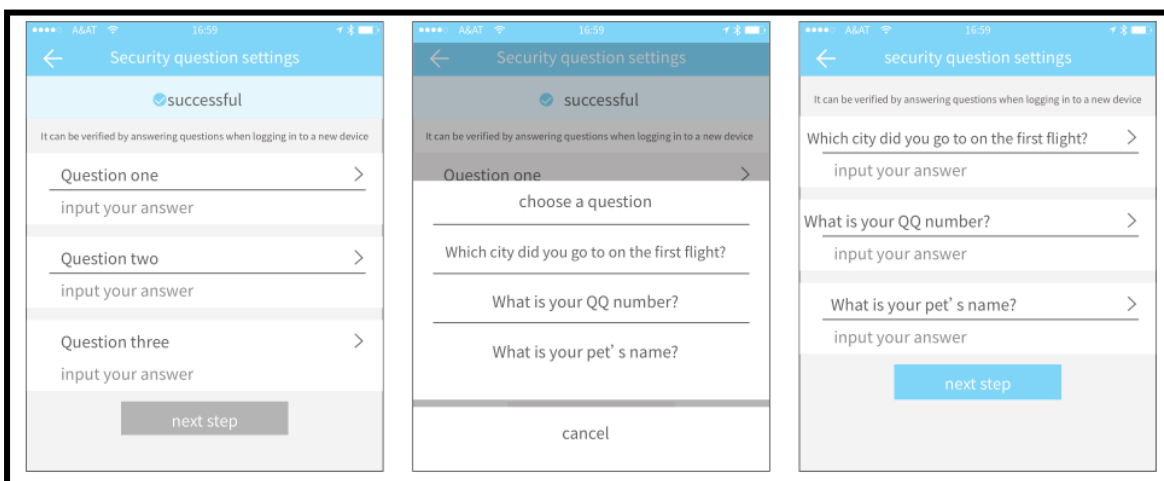 A&AT 16:59
Security question settings
successful
It can be verified by answering questions when logging in to a new device
Question one
input your answer
Question two
input your answer
Question three
input your answer
next step
A&AT 16:59
Security question settings
successful
It can be verified by answering questions when logging in to a new device
Question one
choose a question
Which city did you go to on the first flight?
What is your QQ number?
What is your pet’s name?
cancel
A&AT 16:59
security question settings
It can be verified by answering questions when logging in to a new device
Which city did you go to on the first flight?
input your answer
What is your QQ number?
input your answer
What is your pet’s name?
input your answer
next step